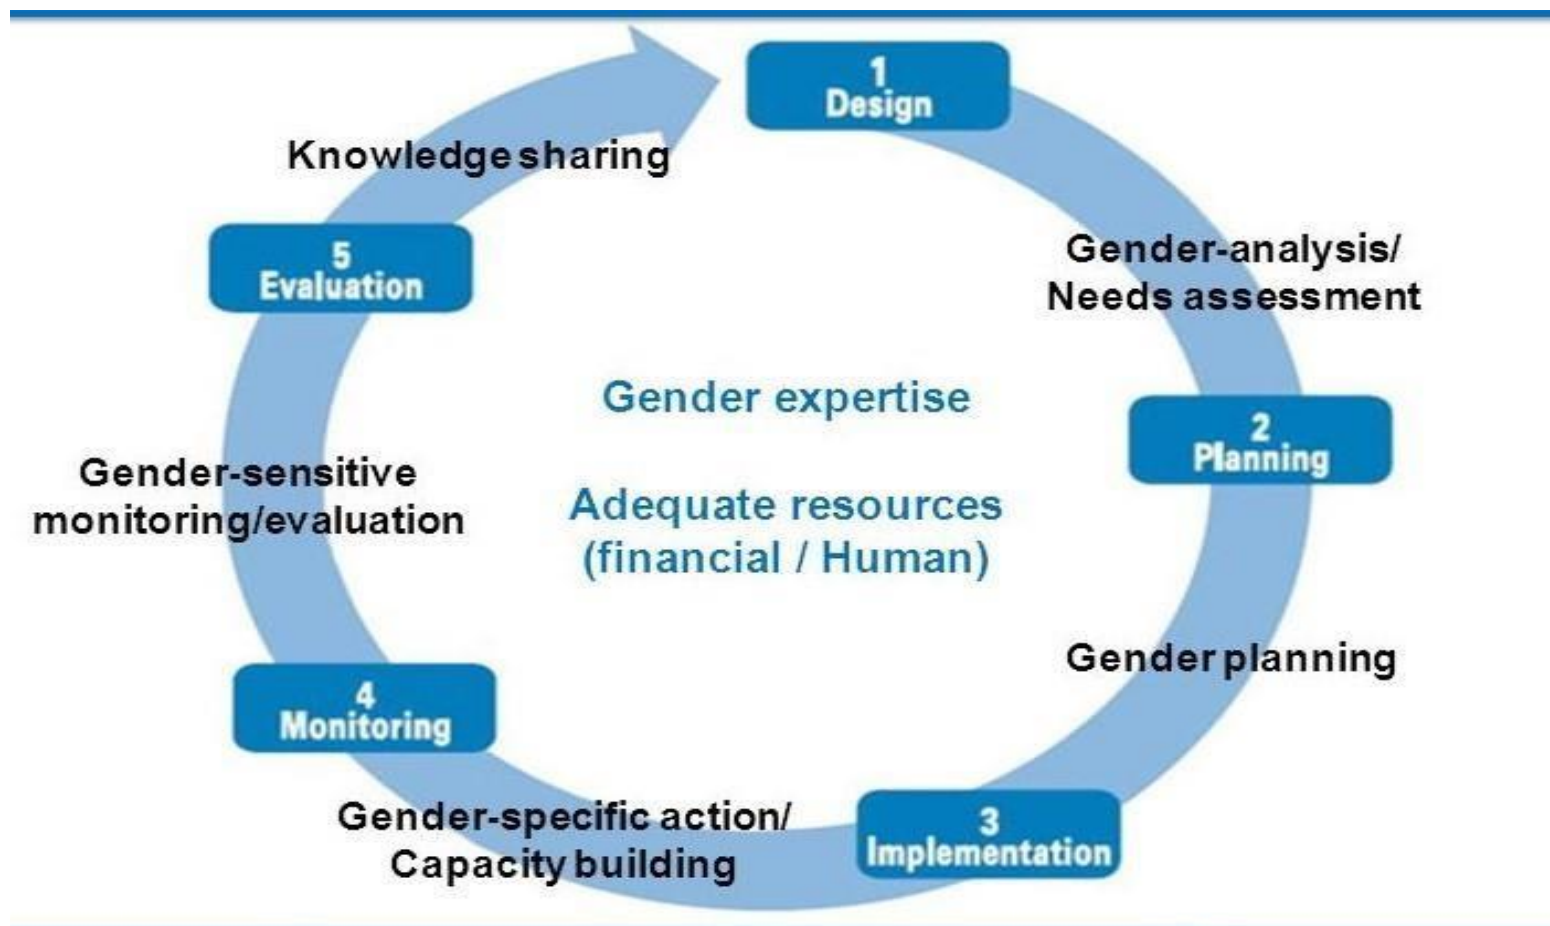 1
Design
Knowledge sharing
Gender-analysis/
Needs assessment
5
Evaluation
Gender expertise
2
Planning
Gender-sensitive
monitoring/evaluation
Adequate resources
(financial / Human)
Gender planning
4
Monitoring
3
Implementation
Gender-specific action/
Capacity building